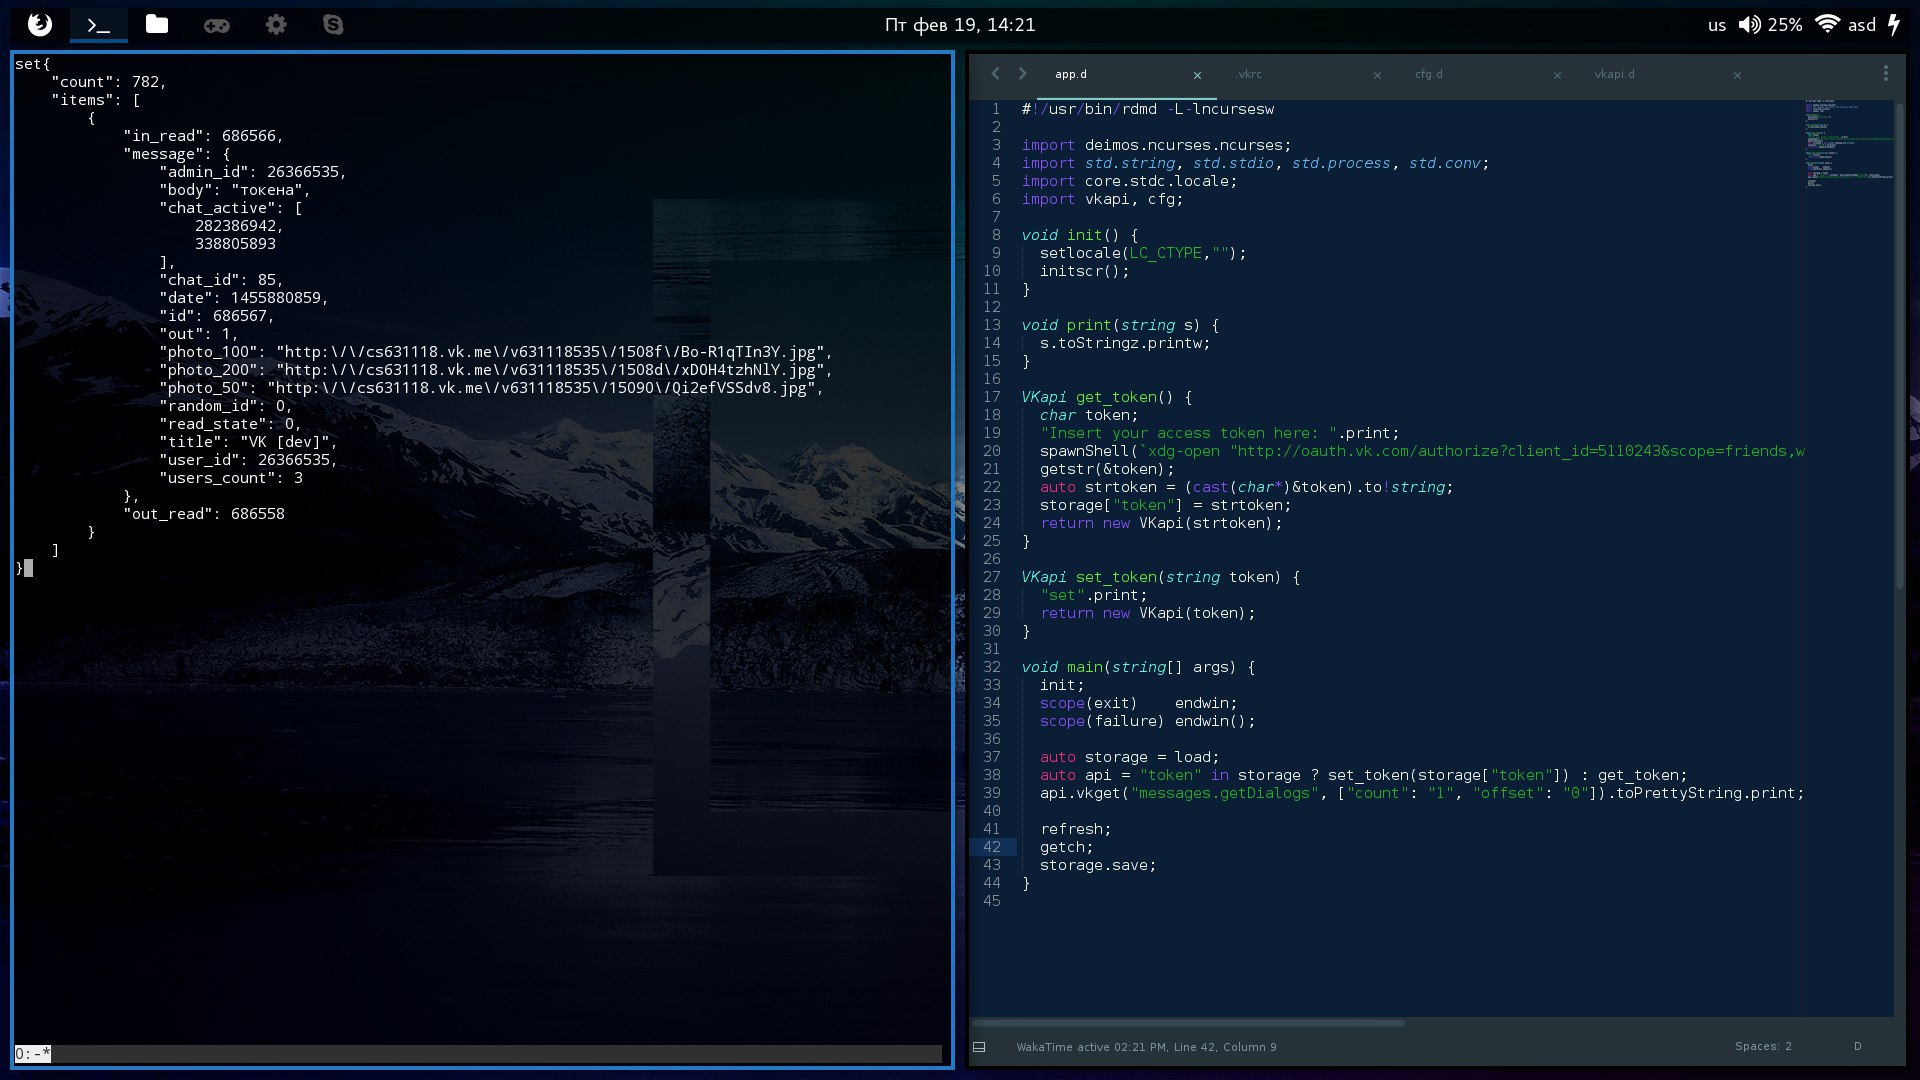 >_
Пт фев 19, 14:21
us 25% asd
set{
    "count": 782,
    "items": [
        {
            "in_read": 686566,
            "message": {
                "admin_id": 26366535,
                "body": "токена",
                "chat_active": [
                    282386942,
                    338805893
                ],
                "chat_id": 85,
                "date": 1455880859,
                "id": 686567,
                "out": 1,
                "photo_100": "http:\/\/cs631118.vk.me\/v631118535\/1508f\/Bo-R1qTIn3Y.jpg",
                "photo_200": "http:\/\/cs631118.vk.me\/v631118535\/1508d\/xDOH4tzhNlY.jpg",
                "photo_50": "http:\/\/cs631118.vk.me\/v631118535\/15090\/Qi2efVSSdv8.jpg",
                "random_id": 0,
                "read_state": 0,
                "title": "VK [dev]",
                "user_id": 26366535,
                "users_count": 3
            },
            "out_read": 686558
        }
    ]
}
0:-*
app.d × .vkrc × cfg.d × vkapi.d ×
1 #!/usr/bin/rdmd -L-lncursesw
2
3 import deimos.ncurses.ncurses;
4 import std.string, std.stdio, std.process, std.conv;
5 import core.stdc.locale;
6 import vkapi, cfg;
7
8 void init() {
9   setlocale(LC_CTYPE,"");
10   initscr();
11 }
12
13 void print(string s) {
14   s.toStringz.printw;
15 }
16
17 VKapi get_token() {
18   char token;
19   "Insert your access token here: ".print;
20   spawnShell(`xdg-open "http://oauth.vk.com/authorize?client_id=5110243&scope=friends,w
21   getstr(&token);
22   auto strtoken = (cast(char*)&token).to!string;
23   storage["token"] = strtoken;
24   return new VKapi(strtoken);
25 }
26
27 VKapi set_token(string token) {
28   "set".print;
29   return new VKapi(token);
30 }
31
32 void main(string[] args) {
33   init;
34   scope(exit)    endwin;
35   scope(failure) endwin();
36
37   auto storage = load;
38   auto api = "token" in storage ? set_token(storage["token"]) : get_token;
39   api.vkget("messages.getDialogs", ["count": "1", "offset": "0"]).toPrettyString.print;
40
41   refresh;
42   getch;
43   storage.save;
44 }
45
WakaTime active 02:21 PM, Line 42, Column 9 Spaces: 2 D